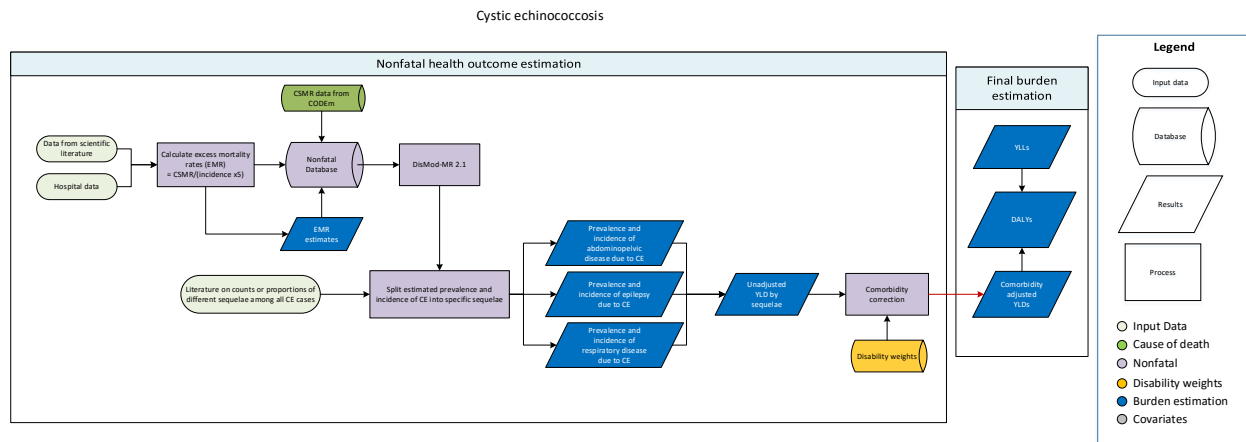 Cystic echinococcosis
Nonfatal health outcome estimation
CSMR data from
CODEm
Data from scientific
literature
Hospital data
Calculate excess mortality
rates (EMR)
= CSMR/(incidence x5)
Nonfatal
Database
DisMod-MR 2.1
EMR
estimates
Literature on counts or proportions of
different sequelae among all CE cases
Split estimated prevalence and
incidence of CE into specific sequelae
Prevalence and
incidence of
abdominopelvic
disease due to CE
Prevalence and
incidence of epilepsy
due to CE
Prevalence and
incidence of
respiratory disease
due to CE
Unadjusted
YLD by
sequelae
Comorbidity
correction
Disability weights
Final burden
estimation
YLLs
DALYs
Comorbidity
adjusted
YLDs
Legend
Input data
Database
Results
Process
Input Data
Cause of death
Nonfatal
Disability weights
Burden estimation
Covariates